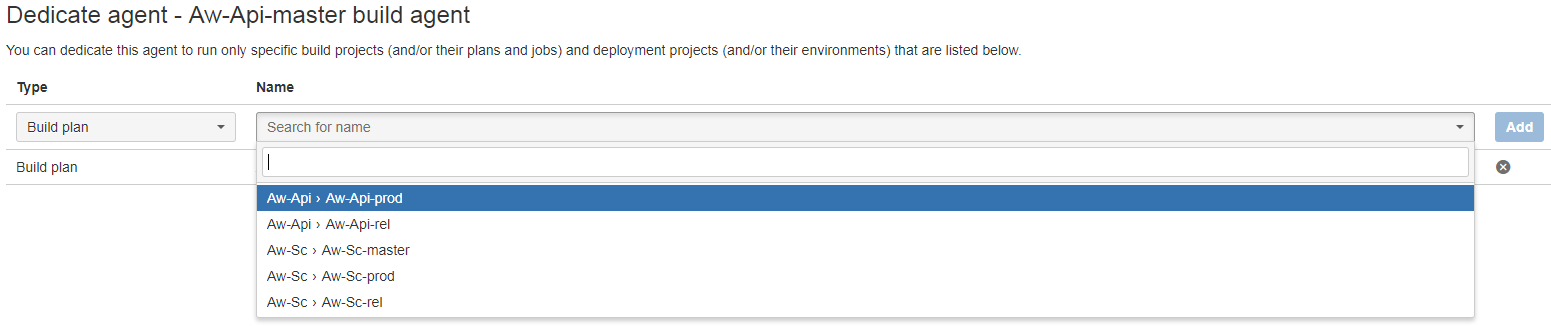 Dedicate agent - Aw-Api-master build agent
You can dedicate this agent to run only specific build projects (and/or their plans and jobs) and deployment projects (and/or their environments) that are listed below.
Type Name
Build plan Search for name Add
Build plan
Aw-Api › Aw-Api-prod
Aw-Api › Aw-Api-rel
Aw-Sc › Aw-Sc-master
Aw-Sc › Aw-Sc-prod
Aw-Sc › Aw-Sc-rel